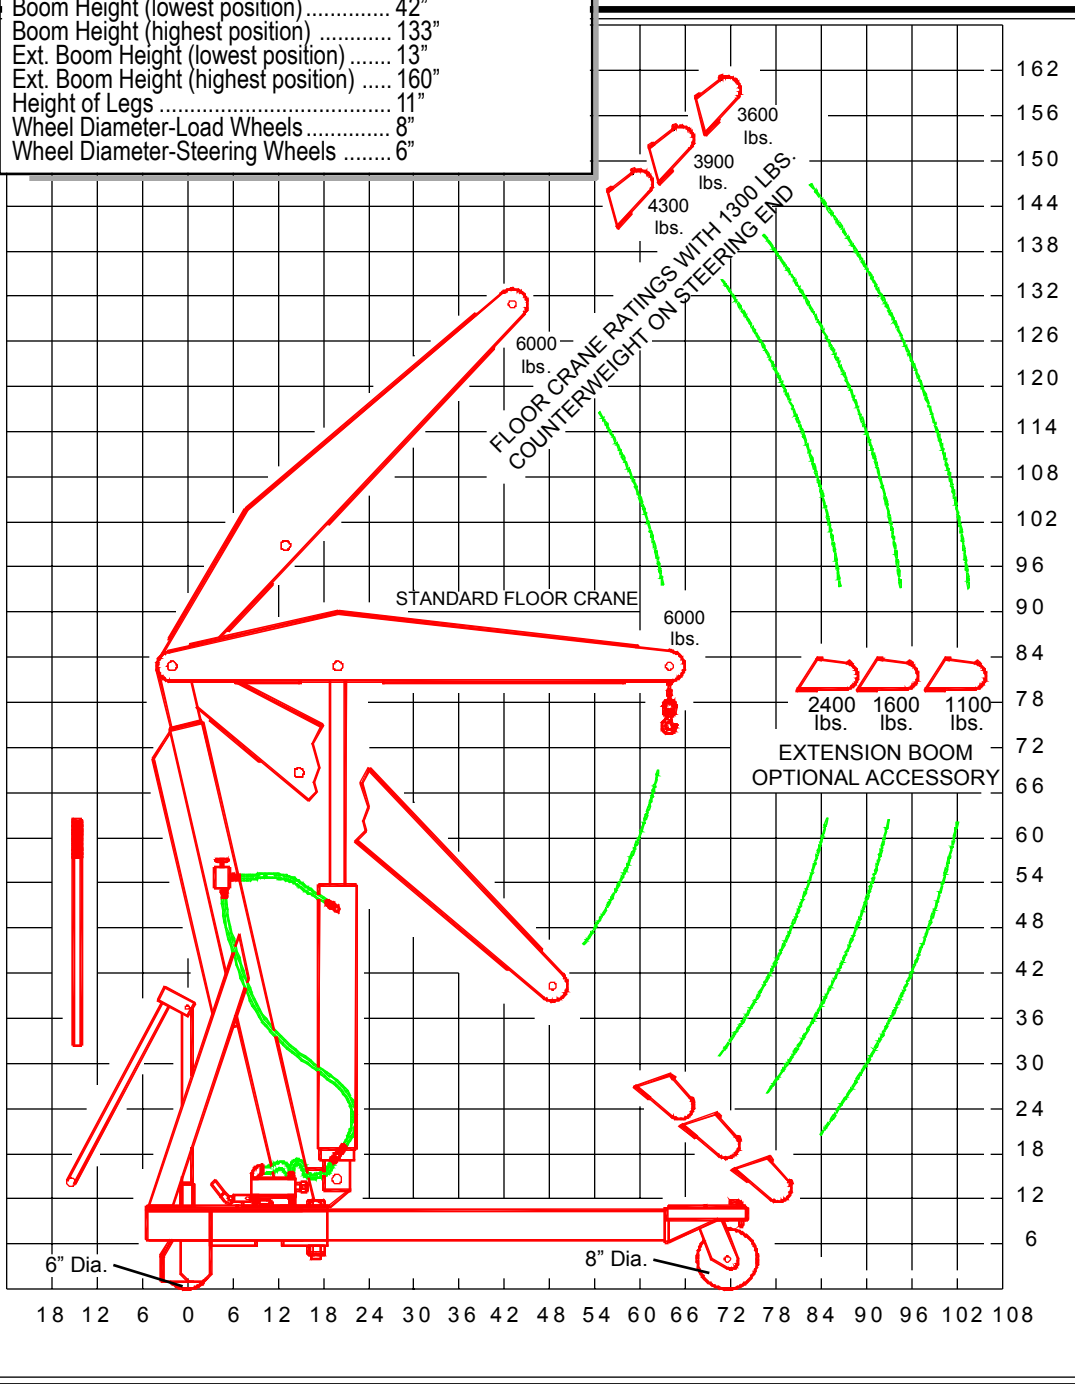 Boom Height (lowest position) .............. 42”
Boom Height (highest position) ............ 133”
Ext. Boom Height (lowest position) ....... 13”
Ext. Boom Height (highest position) ..... 160”
Height of Legs ...................................... 11”
Wheel Diameter-Load Wheels .............. 8”
Wheel Diameter-Steering Wheels ........ 6”
162
156
150
144
138
132
126
120
114
108
102
96
90
84
78
72
66
60
54
48
42
36
30
24
18
12
6
3600
lbs.
3900
lbs.
4300
lbs.
FLOOR CRANE RATINGS WITH 1300 LBS.
COUNTERWEIGHT ON STEERING END
6000
lbs.
STANDARD FLOOR CRANE
6000
lbs.
2400
lbs.
1600
lbs.
1100
lbs.
EXTENSION BOOM
OPTIONAL ACCESSORY
6” Dia.
8” Dia.
18 12 6 0 6 12 18 24 30 36 42 48 54 60 66 72 78 84 90 96 102 108